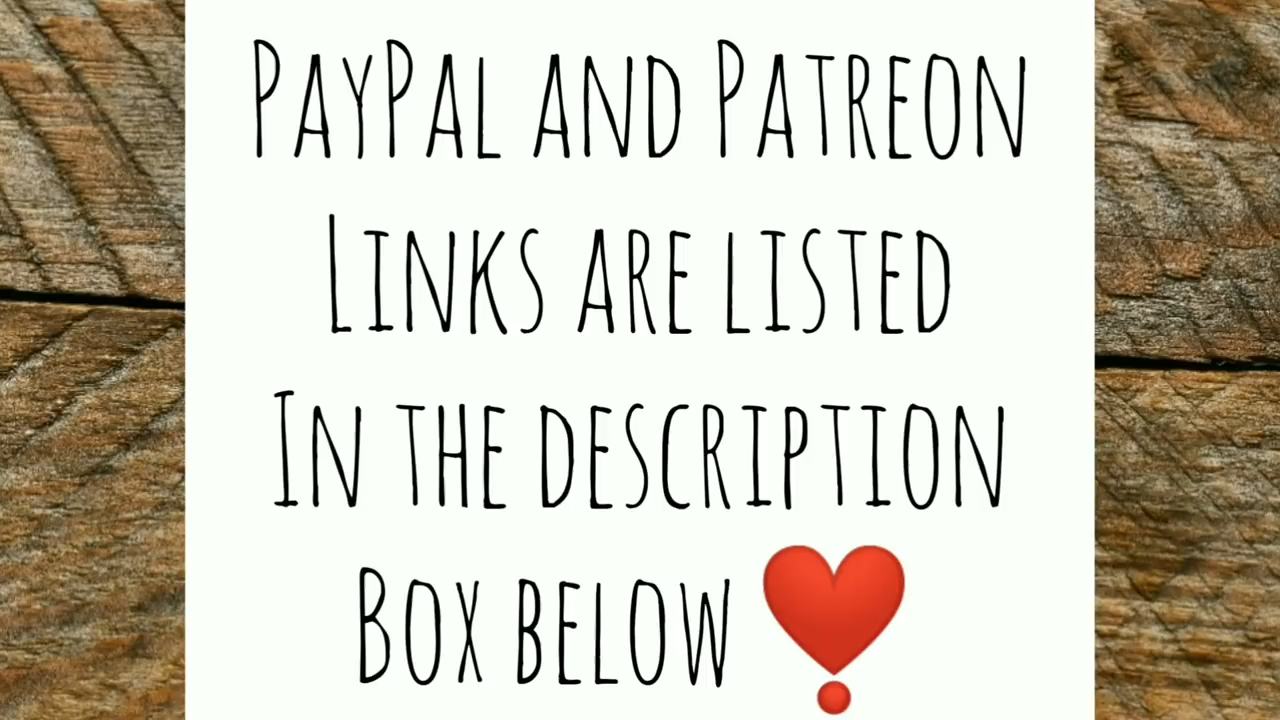 PayPal and Patreon
Links are listed
In the description
Box below ❣️